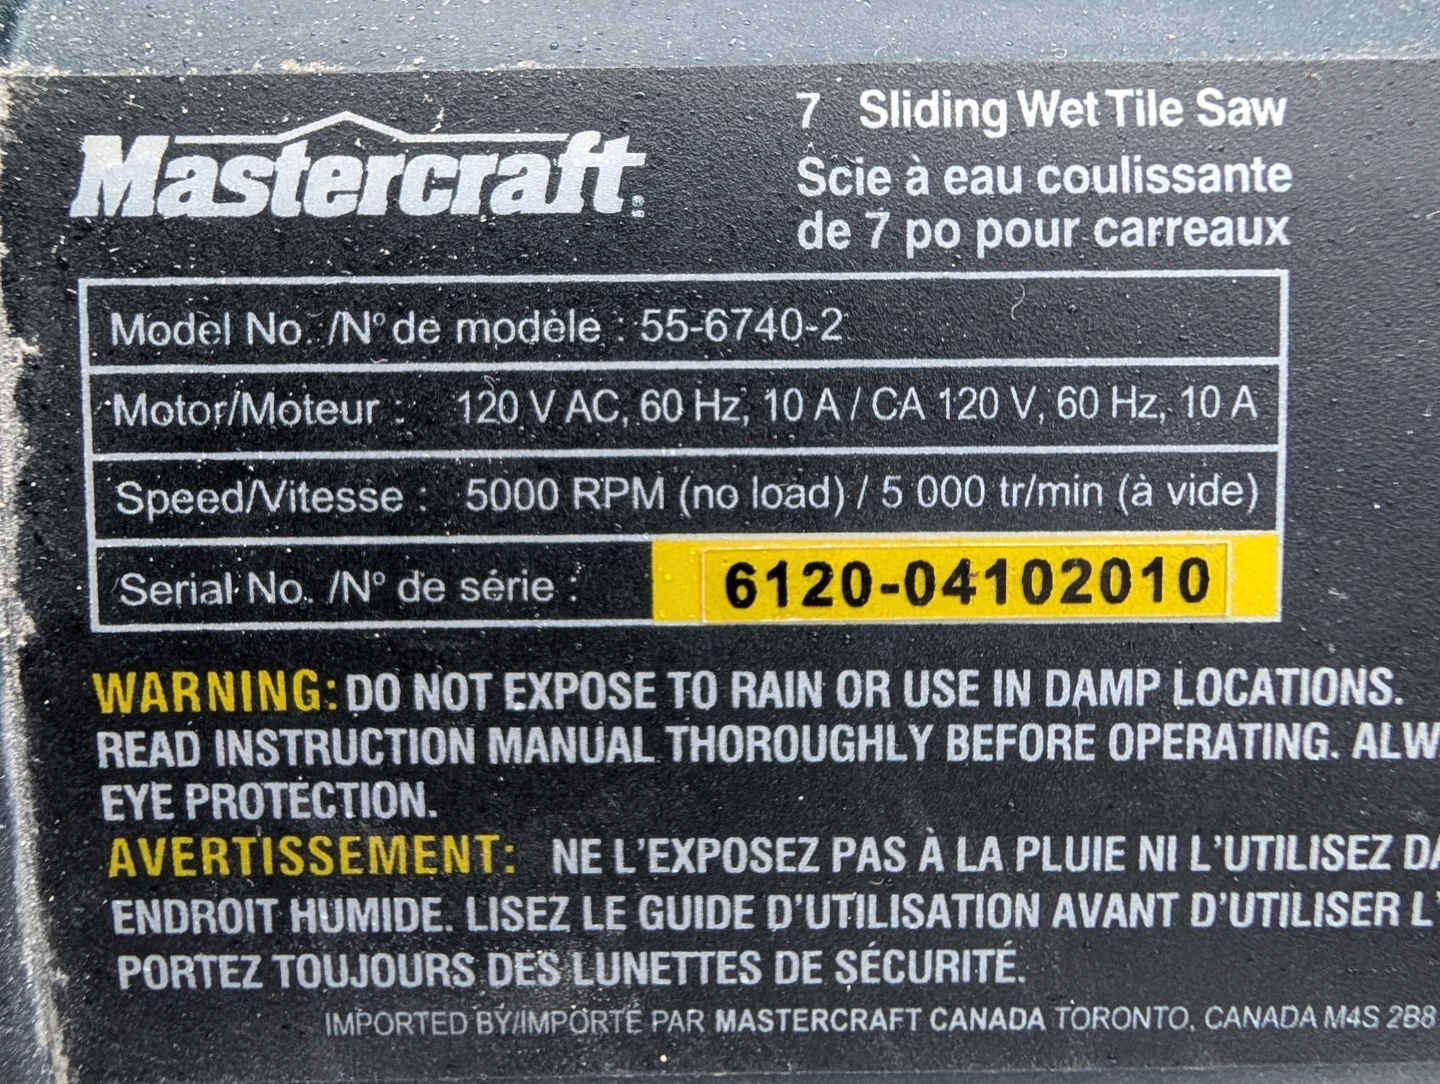 Mastercraft®
7 Sliding Wet Tile Saw
Scie à eau coulissante
de 7 po pour carreaux
Model No. /N° de modèle : 55-6740-2
Motor/Moteur : 120 V AC, 60 Hz, 10 A / CA 120 V, 60 Hz, 10 A
Speed/Vitesse : 5000 RPM (no load) / 5 000 tr/min (à vide)
Serial No. /N° de série : 6120-04102010
WARNING: DO NOT EXPOSE TO RAIN OR USE IN DAMP LOCATIONS.
READ INSTRUCTION MANUAL THOROUGHLY BEFORE OPERATING. ALW
EYE PROTECTION.
AVERTISSEMENT: NE L'EXPOSEZ PAS À LA PLUIE NI L'UTILISEZ DA
ENDROIT HUMIDE. LISEZ LE GUIDE D'UTILISATION AVANT D'UTILISER L'
PORTEZ TOUJOURS DES LUNETTES DE SÉCURITÉ.
IMPORTED BY/IMPORTÉ PAR MASTERCRAFT CANADA TORONTO, CANADA M4S 2B8